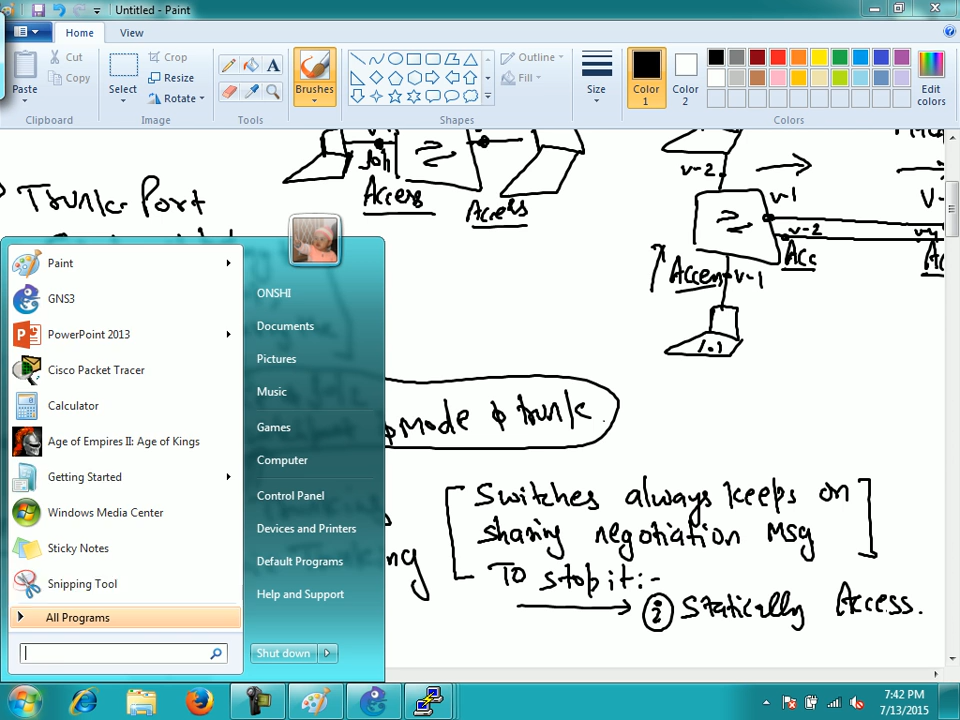 Untitled - Paint
Home
View
Paste
Cut
Copy
Clipboard
Select
Crop
Resize
Rotate
Image
Tools
Brushes
Shapes
Outline
Fill
Size
Color 1
Color 2
Colors
Edit colors
Access
Access
v-2
v-1
v-2
Acc
Access v-1
1.1
Trunk Port
mode trunk
Switches always keeps on
sharing negotiation Msg
To stop it:-
i Statically Access.
ng
Paint
GNS3
PowerPoint 2013
Cisco Packet Tracer
Calculator
Age of Empires II: Age of Kings
Getting Started
Windows Media Center
Sticky Notes
Snipping Tool
All Programs
ONSHI
Documents
Pictures
Music
Games
Computer
Control Panel
Devices and Printers
Default Programs
Help and Support
Shut down
7:42 PM
7/13/2015